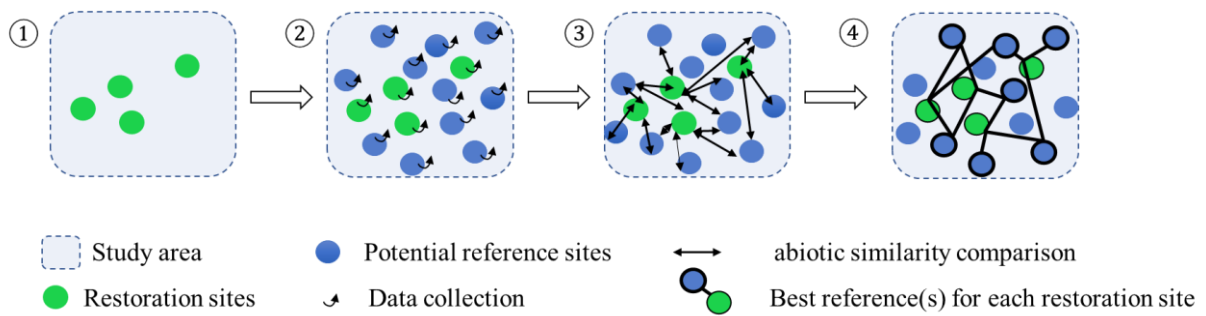 ① ② ③ ④
Study area Potential reference sites abiotic similarity comparison
Restoration sites Data collection Best reference(s) for each restoration site